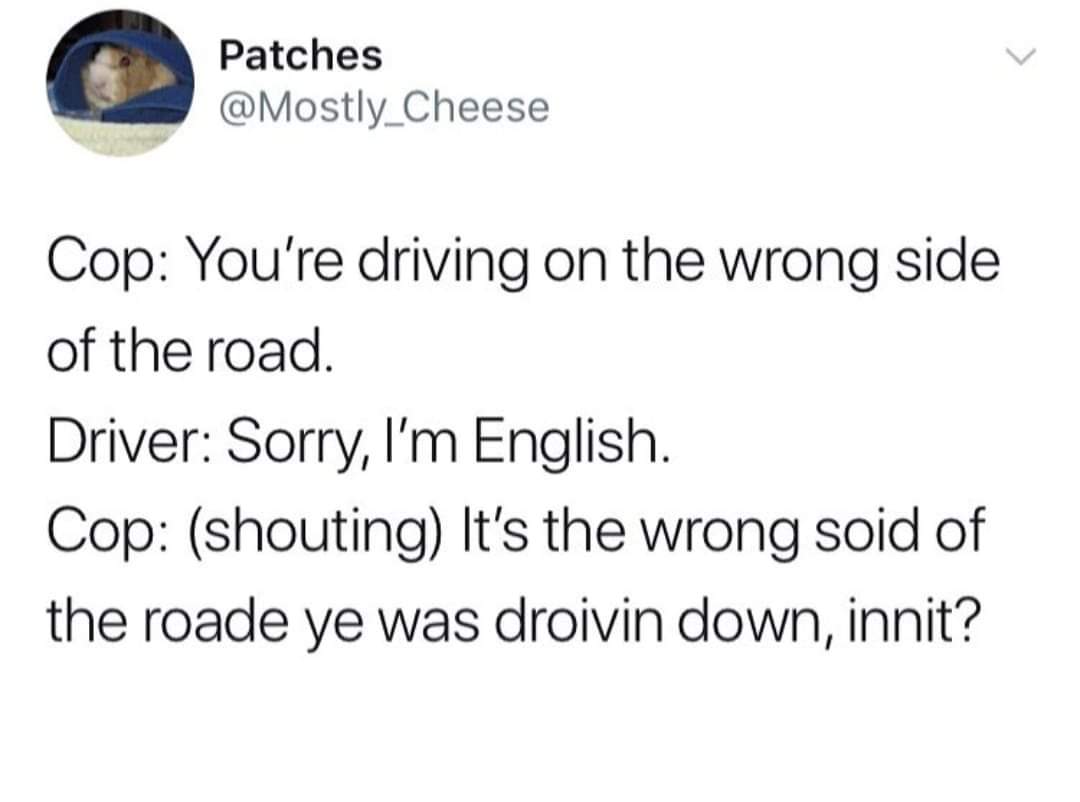 Patches
@Mostly_Cheese
Cop: You're driving on the wrong side
of the road.
Driver: Sorry, I'm English.
Cop: (shouting) It's the wrong soid of
the roade ye was droivin down, innit?